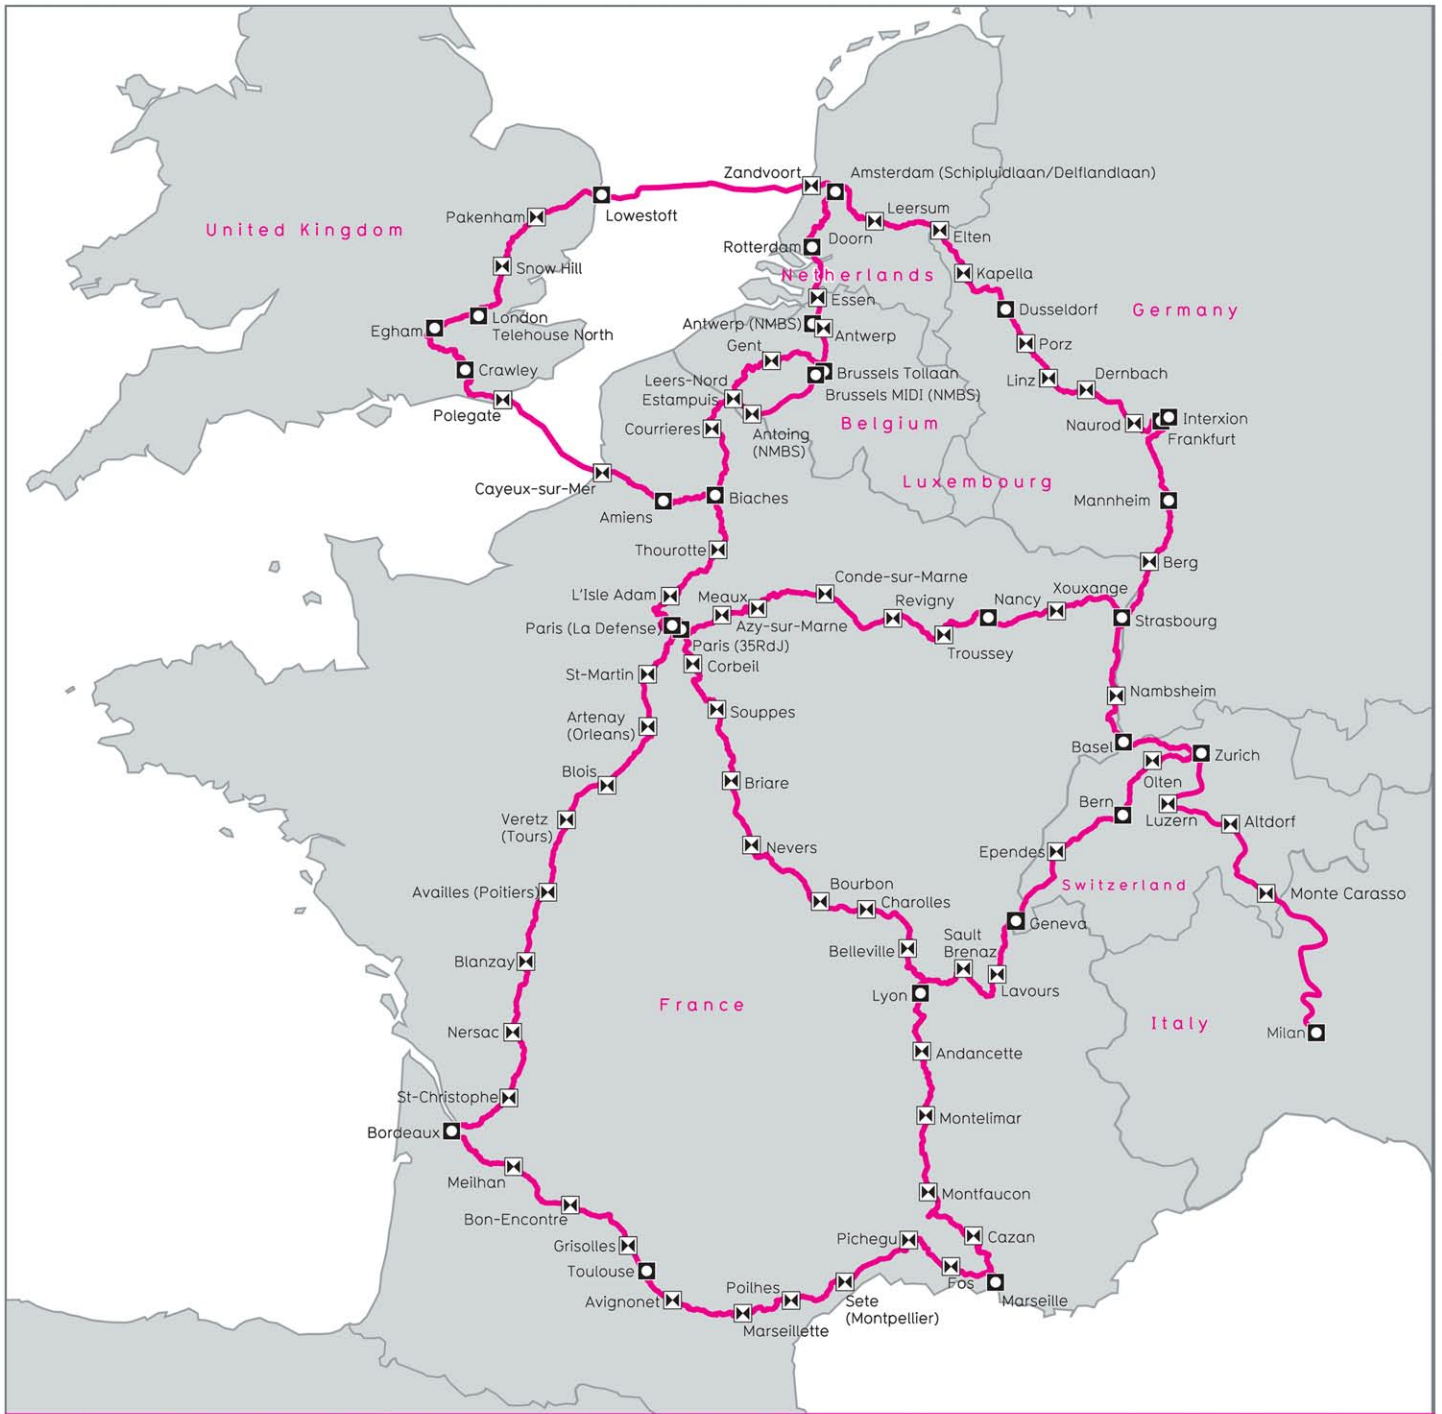 Zandvoort
Amsterdam (Schipluidlaan/Delflandlaan)
Leersum
Pakenham
Lowestoft
United Kingdom
Doorn
Elten
Rotterdam
Snow Hill
Netherlands
Kapella
Essen
London
Telehouse North
Egham
Antwerp (NMBS)
Antwerp
Dusseldorf
Germany
Gent
Porz
Crawley
Leers-Nord
Estampuis
Brussels Tollaan
Brussels MIDI (NMBS)
Linz
Dernbach
Polegate
Courrieres
Antoing
(NMBS)
Belgium
Naurod
Interxion
Frankfurt
Cayeux-sur-Mer
Luxembourg
Amiens
Biaches
Mannheim
Thourotte
Berg
L'Isle Adam
Meaux
Conde-sur-Marne
Revigny
Nancy
Xouxange
Paris (La Defense)
Azy-sur-Marne
Strasbourg
Paris (35RdJ)
Troussey
St-Martin
Corbeil
Nambsheim
Artenay
(Orleans)
Souppes
Basel
Zurich
Blois
Briare
Olten
Bern
Luzern
Altdorf
Veretz
(Tours)
Nevers
Ependes
Availles (Poitiers)
Bourbon
Charolles
Switzerland
Monte Carasso
Geneva
Belleville
Sault
Brenaz
Blanzay
Lyon
Lavours
France
Italy
Nersac
Milan
Andancette
St-Christophe
Montelimar
Bordeaux
Meilhan
Montfaucon
Bon-Encontre
Pichegu
Cazan
Grisolles
Toulouse
Fos
Avignonet
Poilhes
Sete
(Montpellier)
Marseille
Marseillette